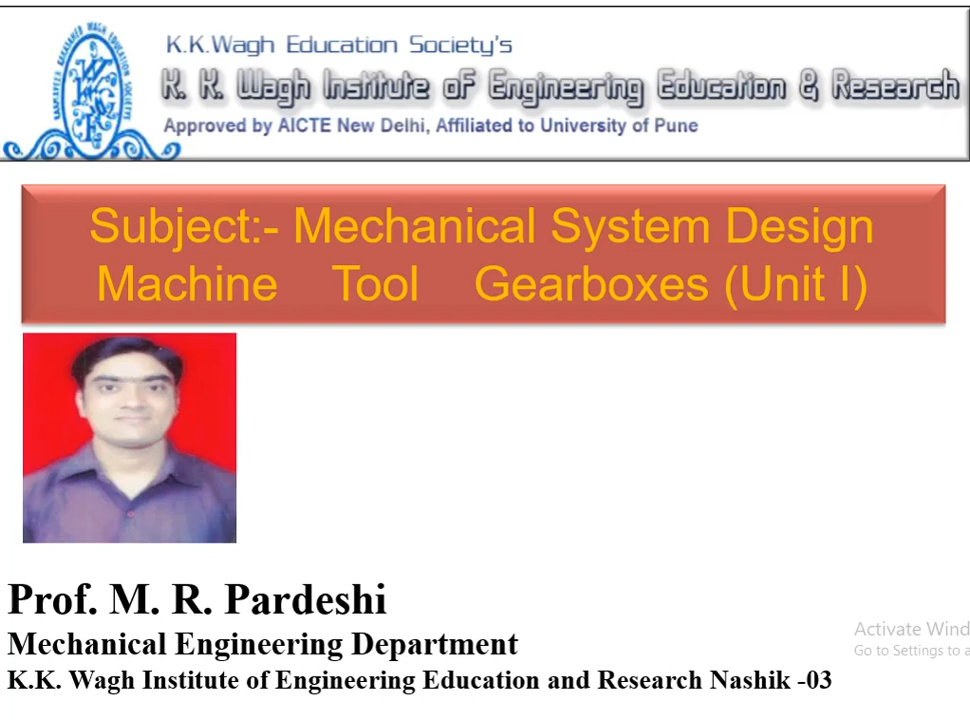 K.K.Wagh Education Society's
K. K. Wagh Institute of Engineering Education & Research
Approved by AICTE New Delhi, Affiliated to University of Pune
Subject:- Mechanical System Design
Machine Tool Gearboxes (Unit I)
Prof. M. R. Pardeshi
Mechanical Engineering Department
K.K. Wagh Institute of Engineering Education and Research Nashik -03
Activate Wind
Go to Settings to a